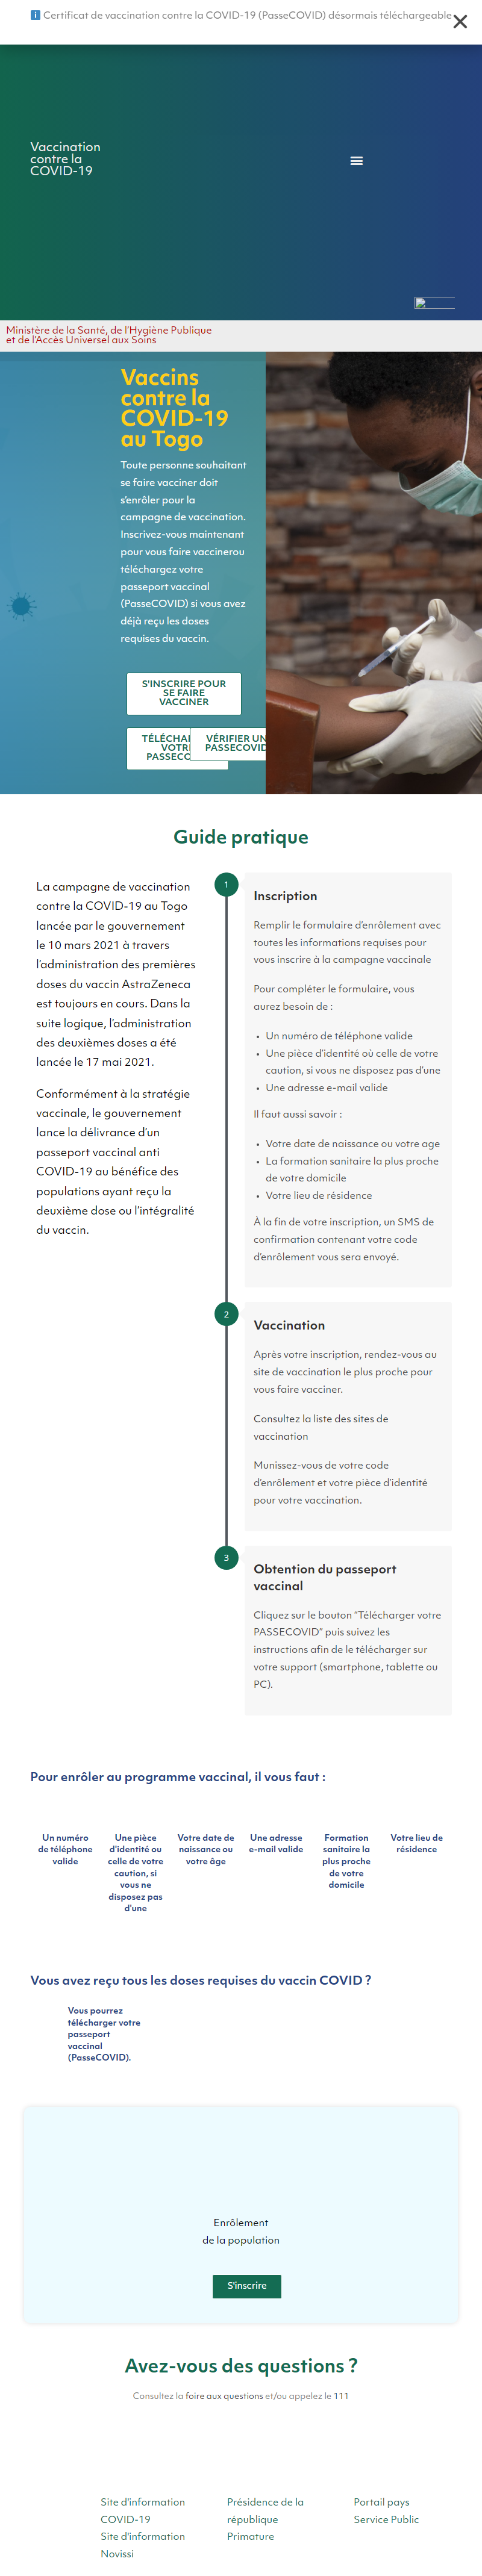 Certificat de vaccination contre la COVID-19 (PasseCOVID) désormais téléchargeable
Vaccination
contre la
COVID-19
Ministère de la Santé, de l'Hygiène Publique
et de l'Accès Universel aux Soins
Vaccins
contre la
COVID-19
au Togo
Toute personne souhaitant
se faire vacciner doit
s'enrôler pour la
campagne de vaccination.
Inscrivez-vous maintenant
pour vous faire vaccinerou
téléchargez votre
passeport vaccinal
(PasseCOVID) si vous avez
déjà reçu les doses
requises du vaccin.
S'INSCRIRE POUR
SE FAIRE
VACCINER
VÉRIFIER UN
PASSECOVID
Guide pratique
La campagne de vaccination
contre la COVID-19 au Togo
lancée par le gouvernement
le 10 mars 2021 à travers
l'administration des premières
doses du vaccin AstraZeneca
est toujours en cours. Dans la
suite logique, l'administration
des deuxièmes doses a été
lancée le 17 mai 2021.
Conformément à la stratégie
vaccinale, le gouvernement
lance la délivrance d'un
passeport vaccinal anti
COVID-19 au bénéfice des
populations ayant reçu la
deuxième dose ou l'intégralité
du vaccin.
1
Inscription
Remplir le formulaire d'enrôlement avec
toutes les informations requises pour
vous inscrire à la campagne vaccinale
Pour compléter le formulaire, vous
aurez besoin de :
• Un numéro de téléphone valide
• Une pièce d'identité où celle de votre
caution, si vous ne disposez pas d'une
• Une adresse e-mail valide
Il faut aussi savoir :
• Votre date de naissance ou votre age
• La formation sanitaire la plus proche
de votre domicile
• Votre lieu de résidence
À la fin de votre inscription, un SMS de
confirmation contenant votre code
d'enrôlement vous sera envoyé.
2
Vaccination
Après votre inscription, rendez-vous au
site de vaccination le plus proche pour
vous faire vacciner.
Consultez la liste des sites de
vaccination
Munissez-vous de votre code
d'enrôlement et votre pièce d'identité
pour votre vaccination.
3
Obtention du passeport
vaccinal
Cliquez sur le bouton “Télécharger votre
PASSECOVID” puis suivez les
instructions afin de le télécharger sur
votre support (smartphone, tablette ou
PC).
Pour enrôler au programme vaccinal, il vous faut :
Un numéro
de téléphone
valide
Une pièce
d'identité ou
celle de votre
caution, si
vous ne
disposez pas
d'une
Votre date de
naissance ou
votre âge
Une adresse
e-mail valide
Formation
sanitaire la
plus proche
de votre
domicile
Votre lieu de
résidence
Vous avez reçu tous les doses requises du vaccin COVID ?
Vous pourrez
télécharger votre
passeport
vaccinal
(PasseCOVID).
Enrôlement
de la population
S'inscrire
Avez-vous des questions ?
Consultez la foire aux questions et/ou appelez le 111
Site d'information
COVID-19
Site d'information
Novissi
Présidence de la
république
Primature
Portail pays
Service Public